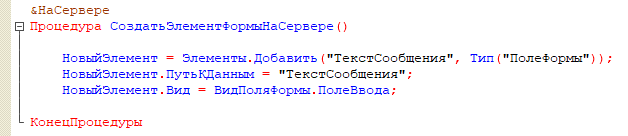 &НаСервере
Процедура СоздатьЭлементФормыНаСервере()
НовыйЭлемент = Элементы.Добавить("ТекстСообщения", Тип("ПолеФормы"));
НовыйЭлемент.ПутьКДанным = "ТекстСообщения";
НовыйЭлемент.Вид = ВидПоляФормы.ПолеВвода;
КонецПроцедуры